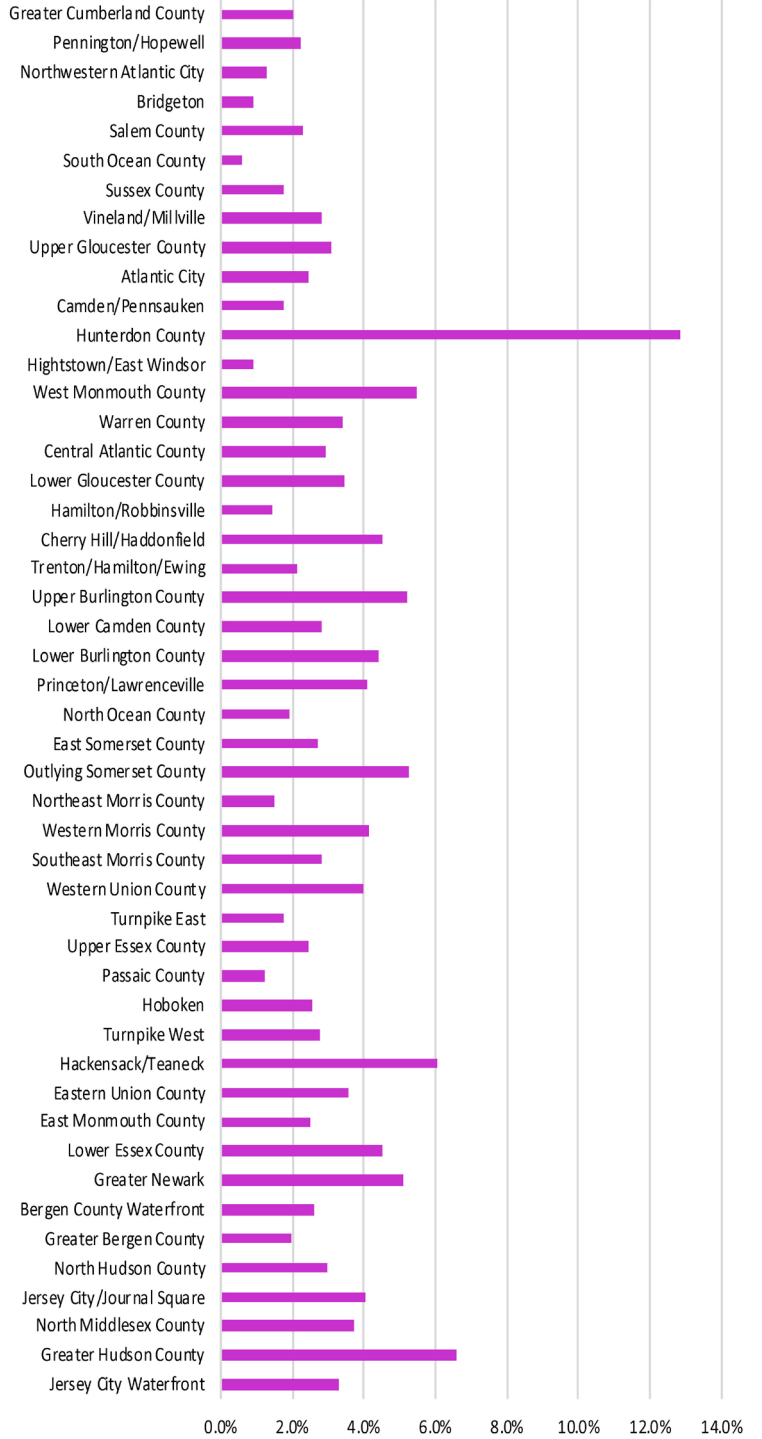 Greater Cumberland County
Pennington/Hopewell
Northwestern Atlantic City
Bridgeton
Salem County
South Ocean County
Sussex County
Vineland/Millville
Upper Gloucester County
Atlantic City
Camden/Pennsauken
Hunterdon County
Hightstown/East Windsor
West Monmouth County
Warren County
Central Atlantic County
Lower Gloucester County
Hamilton/Robbinsville
Cherry Hill/Haddonfield
Trenton/Hamilton/Ewing
Upper Burlington County
Lower Camden County
Lower Burlington County
Princeton/Lawrenceville
North Ocean County
East Somerset County
Outlying Somerset County
Northeast Morris County
Western Morris County
Southeast Morris County
Western Union County
Turnpike East
Upper Essex County
Passaic County
Hoboken
Turnpike West
Hackensack/Teaneck
Eastern Union County
East Monmouth County
Lower Essex County
Greater Newark
Bergen County Waterfront
Greater Bergen County
North Hudson County
Jersey City/Journal Square
North Middlesex County
Greater Hudson County
Jersey City Waterfront
0.0% 2.0% 4.0% 6.0% 8.0% 10.0% 12.0% 14.0%